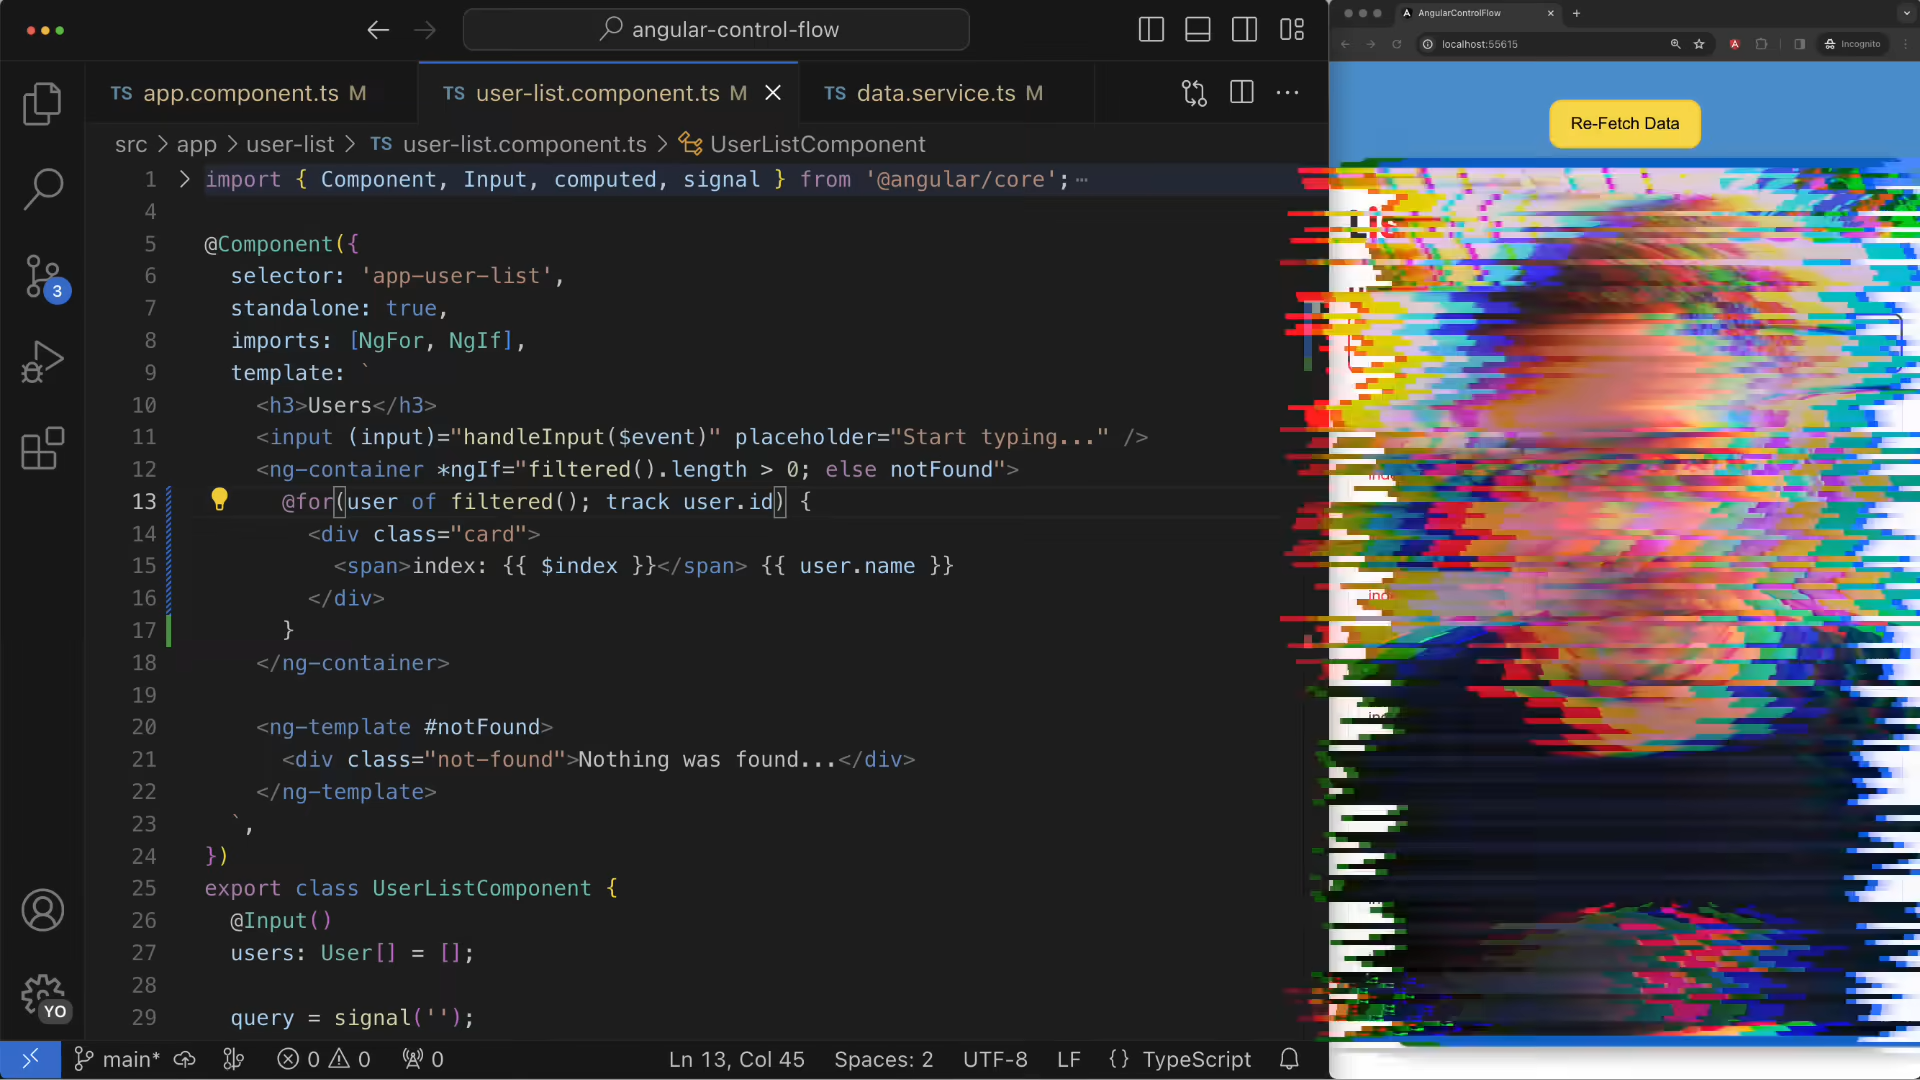 angular-control-flow
TS app.component.ts M
TS user-list.component.ts M
TS data.service.ts M
src > app > user-list > TS user-list.component.ts > UserListComponent
1 import { Component, Input, computed, signal } from '@angular/core';
4
5 @Component({
6 selector: 'app-user-list',
7 standalone: true,
8 imports: [NgFor, NgIf],
9 template: `
10 <h3>Users</h3>
11 <input (input)="handleInput($event)" placeholder="Start typing..." />
12 <ng-container *ngIf="filtered().length > 0; else notFound">
13 @for(user of filtered(); track user.id) {
14 <div class="card">
15 <span>index: {{ $index }}</span> {{ user.name }}
16 </div>
17 }
18 </ng-container>
19
20 <ng-template #notFound>
21 <div class="not-found">Nothing was found...</div>
22 </ng-template>
23 `,
24 })
25 export class UserListComponent {
26 @Input()
27 users: User[] = [];
28
29 query = signal('');
3
YO
main*
0 0
0
Ln 13, Col 45
Spaces: 2
UTF-8
LF
{ } TypeScript
AngularControlFlow
localhost:55615
Incognito
Re-Fetch Data